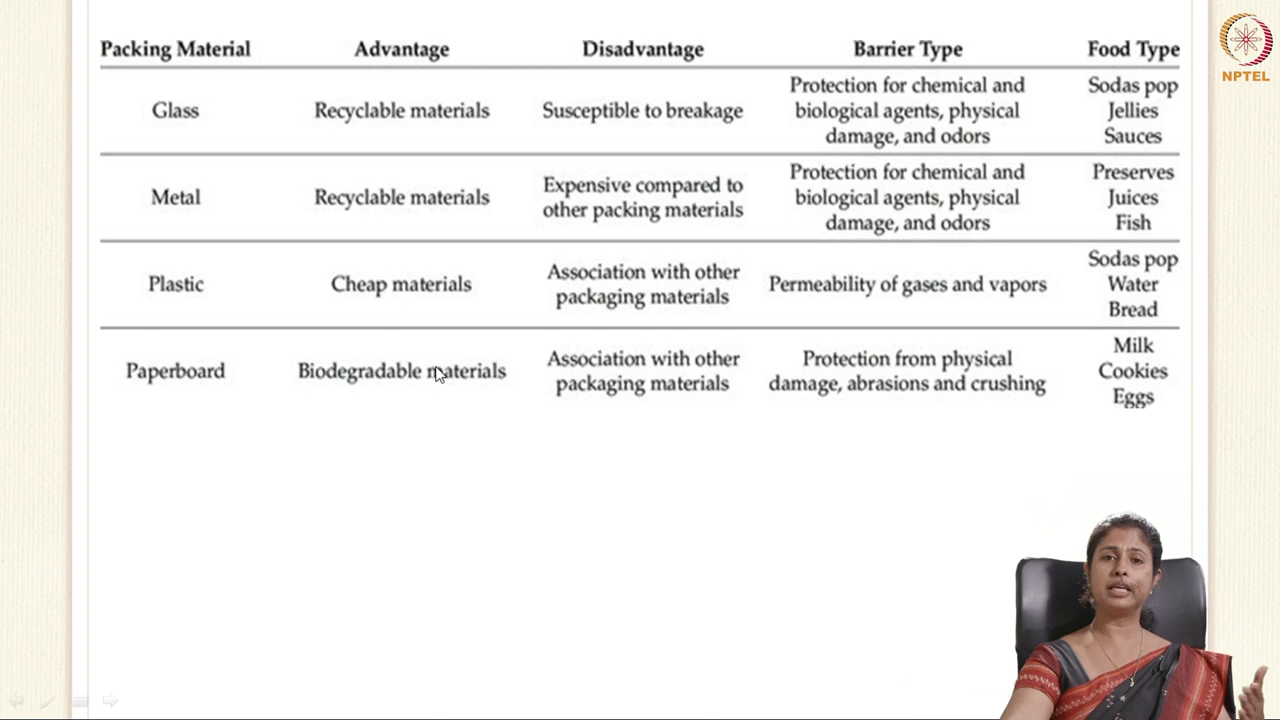 Packing Material Advantage Disadvantage Barrier Type Food Type
Glass
Recyclable materials
Susceptible to breakage
Protection for chemical and
biological agents, physical
damage, and odors
Sodas pop
Jellies
Sauces
Metal
Recyclable materials
Expensive compared to
other packing materials
Protection for chemical and
biological agents, physical
damage, and odors
Preserves
Juices
Fish
Plastic
Cheap materials
Association with other
packaging materials
Permeability of gases and vapors
Sodas pop
Water
Bread
Paperboard
Biodegradable materials
Association with other
packaging materials
Protection from physical
damage, abrasions and crushing
Milk
Cookies
Eggs
NPTEL